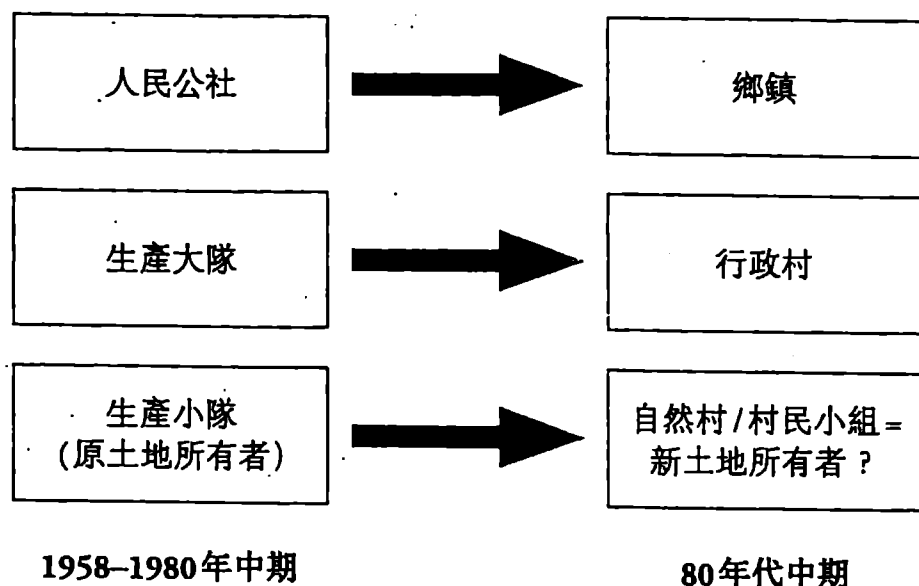 人民公社
鄉鎮
生產大隊
行政村
生產小隊
(原土地所有者)
自然村/村民小組=
新土地所有者?
1958–1980年中期
80年代中期